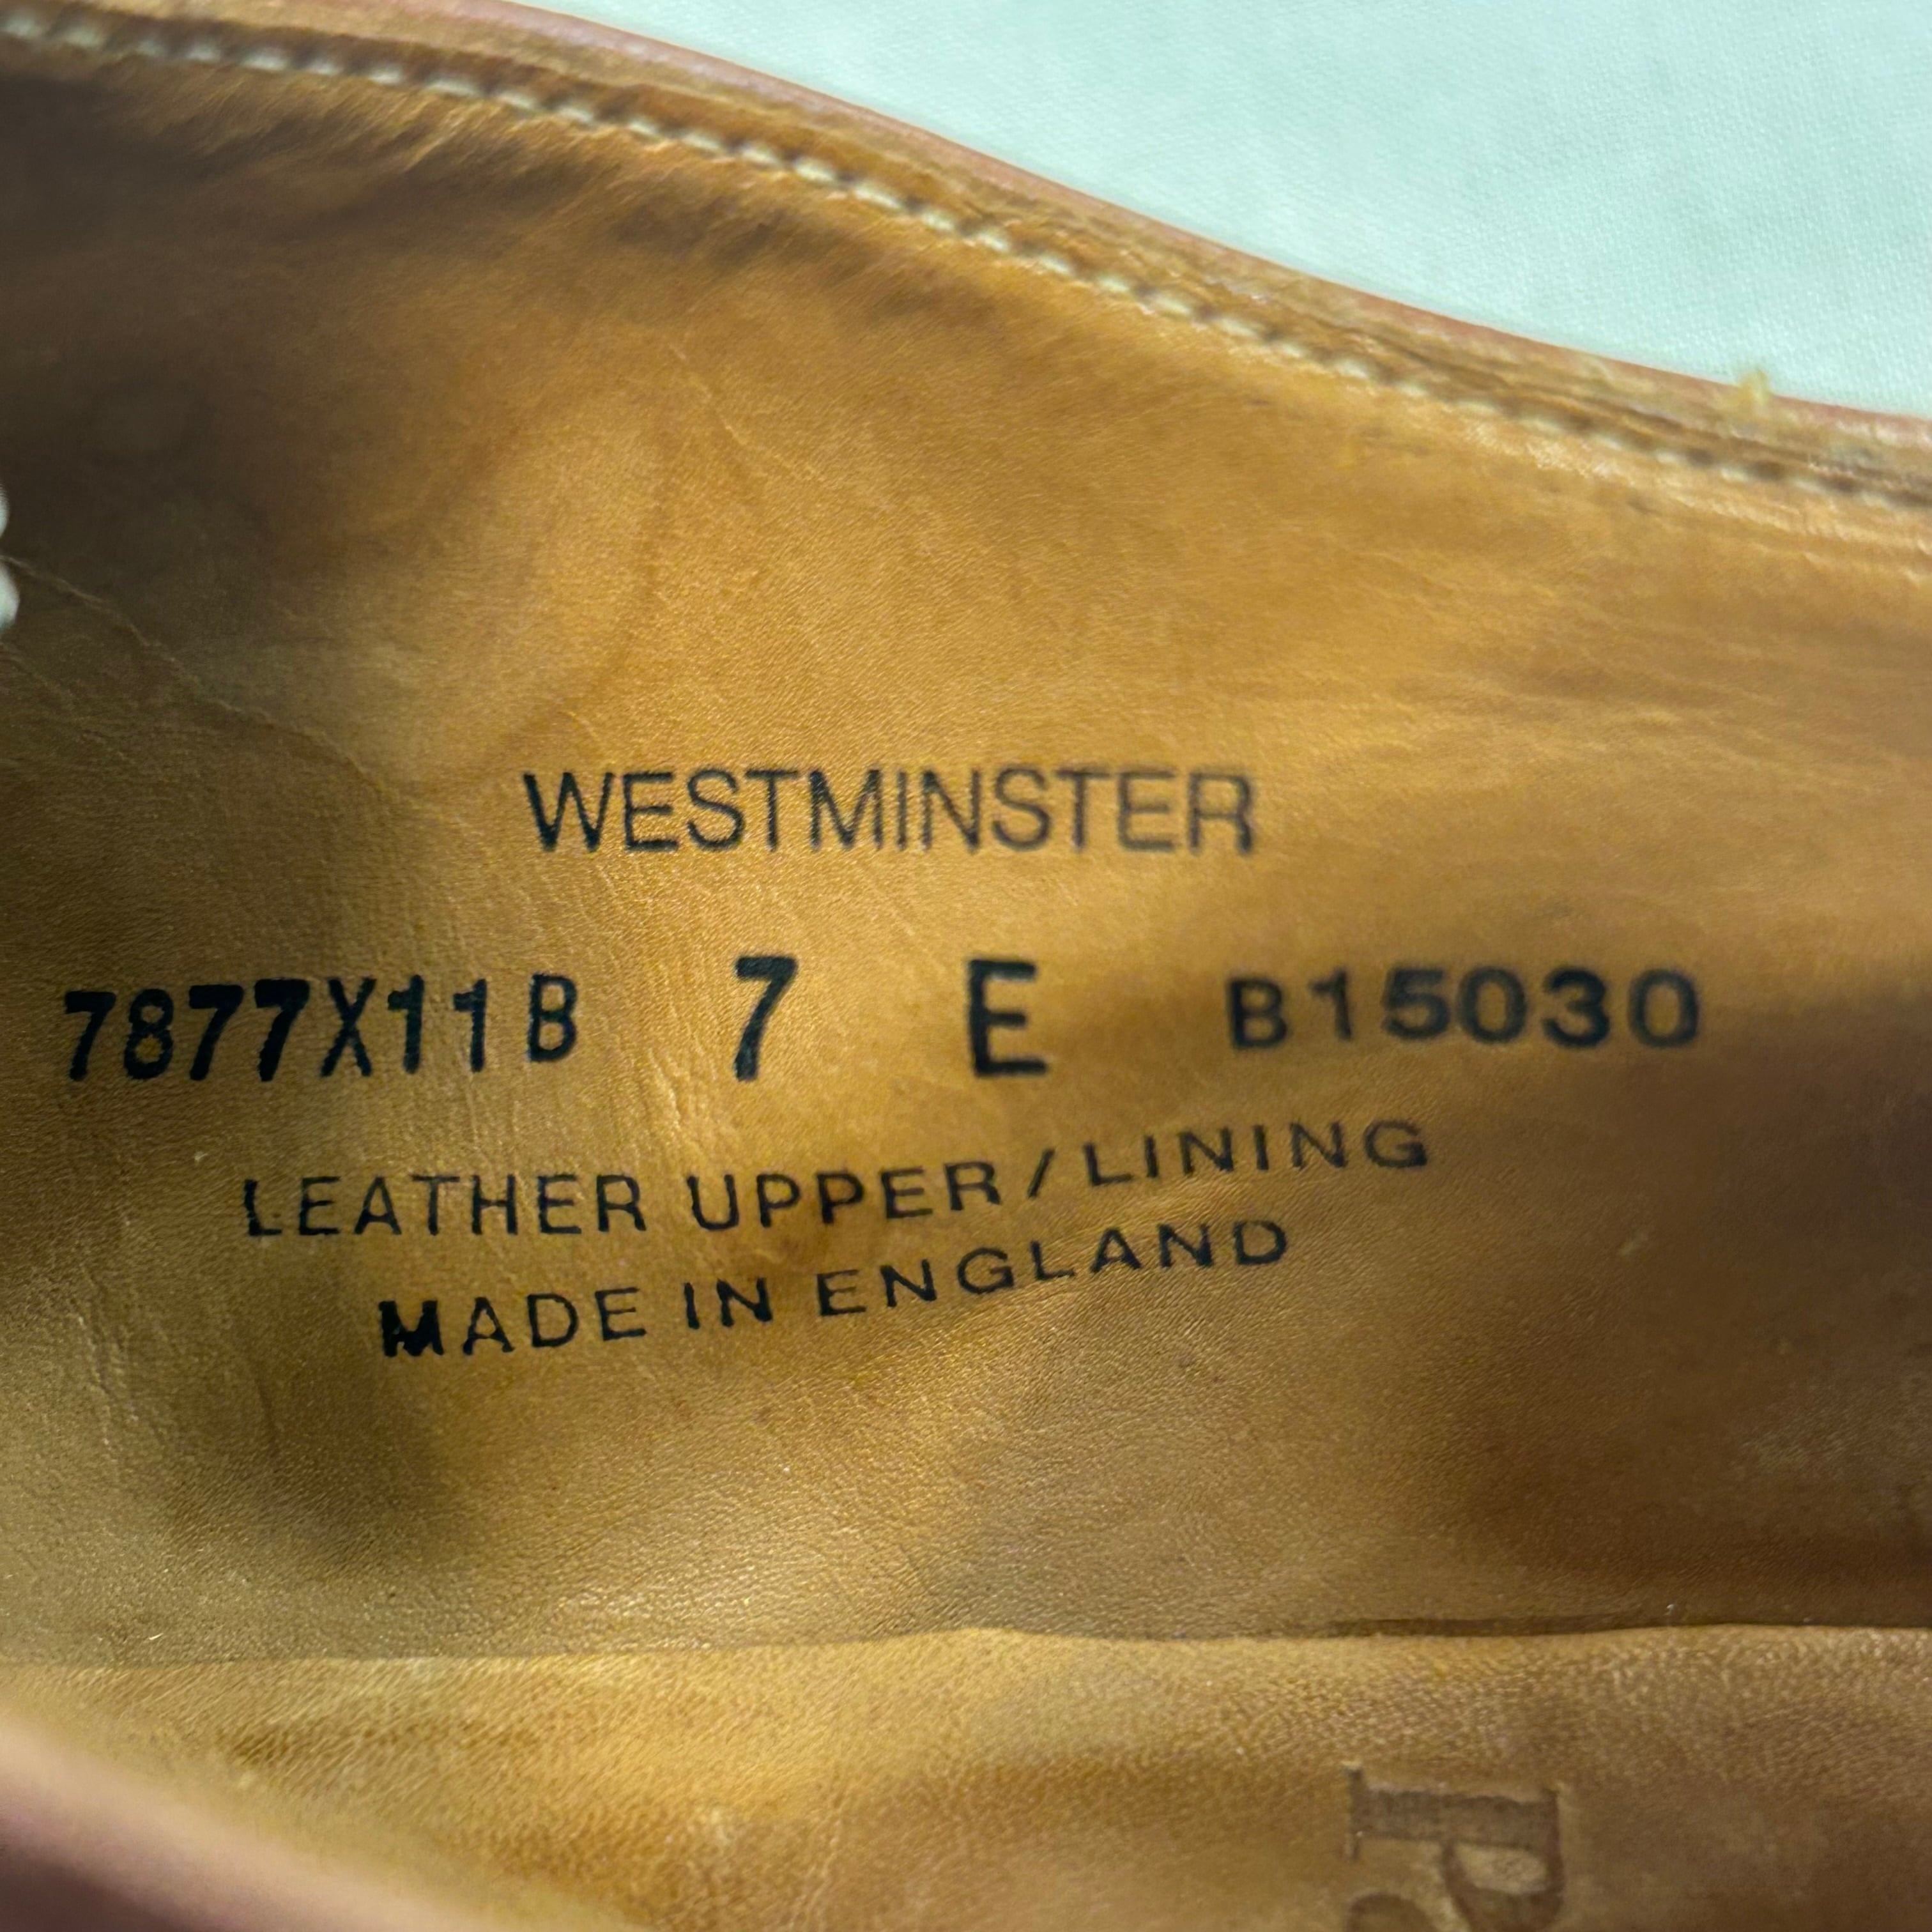 WESTMINSTER
7877X11B 7 E B15030
LEATHER UPPER/LINING
MADE IN ENGLAND